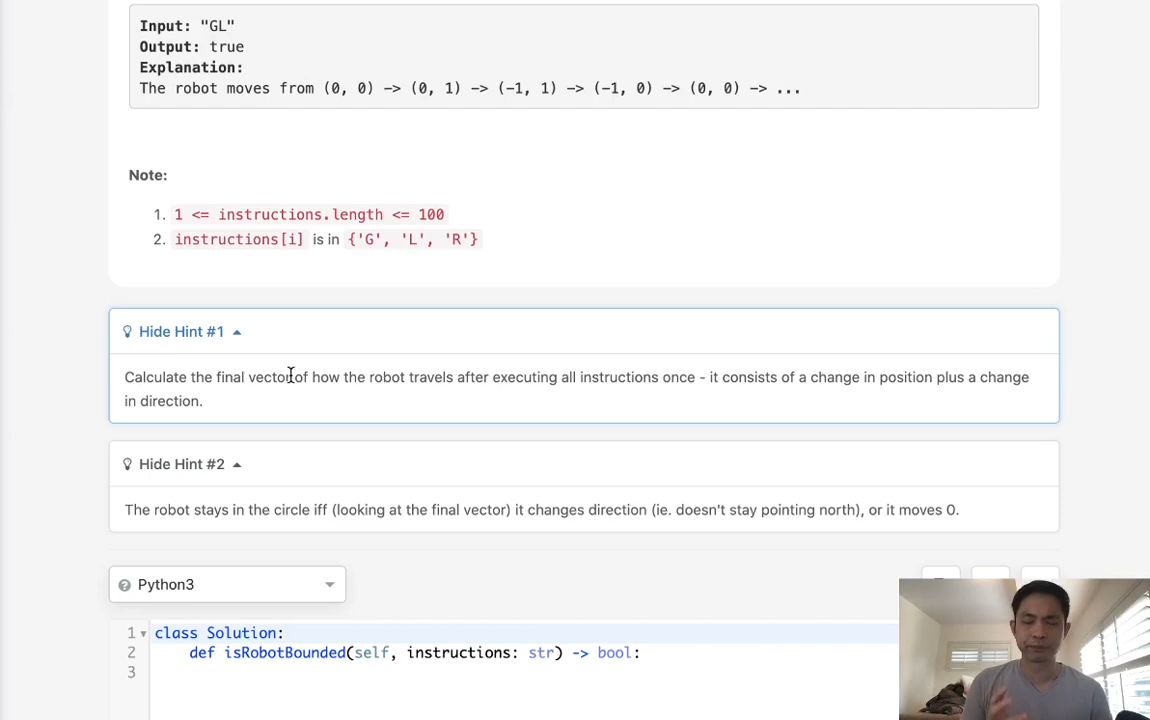 Input: "GL"
Output: true
Explanation:
The robot moves from (0, 0) -> (0, 1) -> (-1, 1) -> (-1, 0) -> (0, 0) -> ...
Note:
1. 1 <= instructions.length <= 100
2. instructions[i] is in {'G', 'L', 'R'}
Hide Hint #1
Calculate the final vector of how the robot travels after executing all instructions once - it consists of a change in position plus a change
in direction.
Hide Hint #2
The robot stays in the circle iff (looking at the final vector) it changes direction (ie. doesn't stay pointing north), or it moves 0.
Python3
1 class Solution:
2 def isRobotBounded(self, instructions: str) -> bool:
3